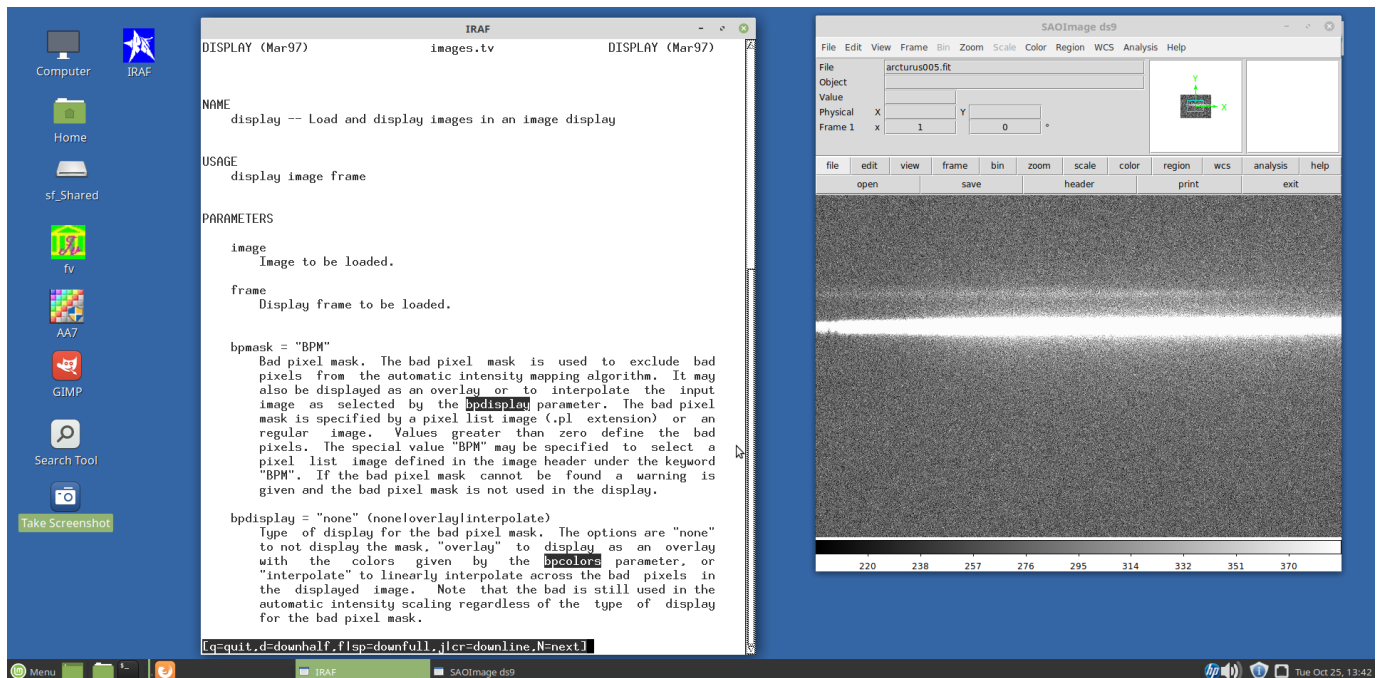 Computer
IRAF
Home
sf_Shared
fv
AA7
GIMP
Search Tool
Take Screenshot
IRAF
DISPLAY (Mar97) images.tv DISPLAY (Mar97)
NAME
display -- Load and display images in an image display
USAGE
display image frame
PARAMETERS
image
Image to be loaded.
frame
Display frame to be loaded.
bpmask = "BPM"
Bad pixel mask. The bad pixel mask is used to exclude bad
pixels from the automatic intensity mapping algorithm. It may
also be displayed as an overlay or to interpolate the input
image as selected by the bpdisplay parameter. The bad pixel
mask is specified by a pixel list image (.pl extension) or an
regular image. Values greater than zero define the bad
pixels. The special value "BPM" may be specified to select a
pixel list image defined in the image header under the keyword
"BPM". If the bad pixel mask cannot be found a warning is
given and the bad pixel mask is not used in the display.
bpdisplay = "none" (none|overlay|interpolate)
Type of display for the bad pixel mask. The options are "none"
to not display the mask, "overlay" to display as an overlay
with the colors given by the bpcolors parameter, or
"interpolate" to linearly interpolate across the bad pixels in
the displayed image. Note that the bad is still used in the
automatic intensity scaling regardless of the type of display
for the bad pixel mask.
[q=quit,d=downhalf,f|sp=downfull,j|cr=downline,N=next]
SAOImage ds9
File Edit View Frame Bin Zoom Scale Color Region WCS Analysis Help
File arcturus005.fit
Object
Value
Physical X Y
Frame 1 x 1 0 °
Y
X
file edit view frame bin zoom scale color region wcs analysis help
open save header print exit
220 238 257 276 295 314 332 351 370
Menu IRAF SAOImage ds9 hp Tue Oct 25, 13:42